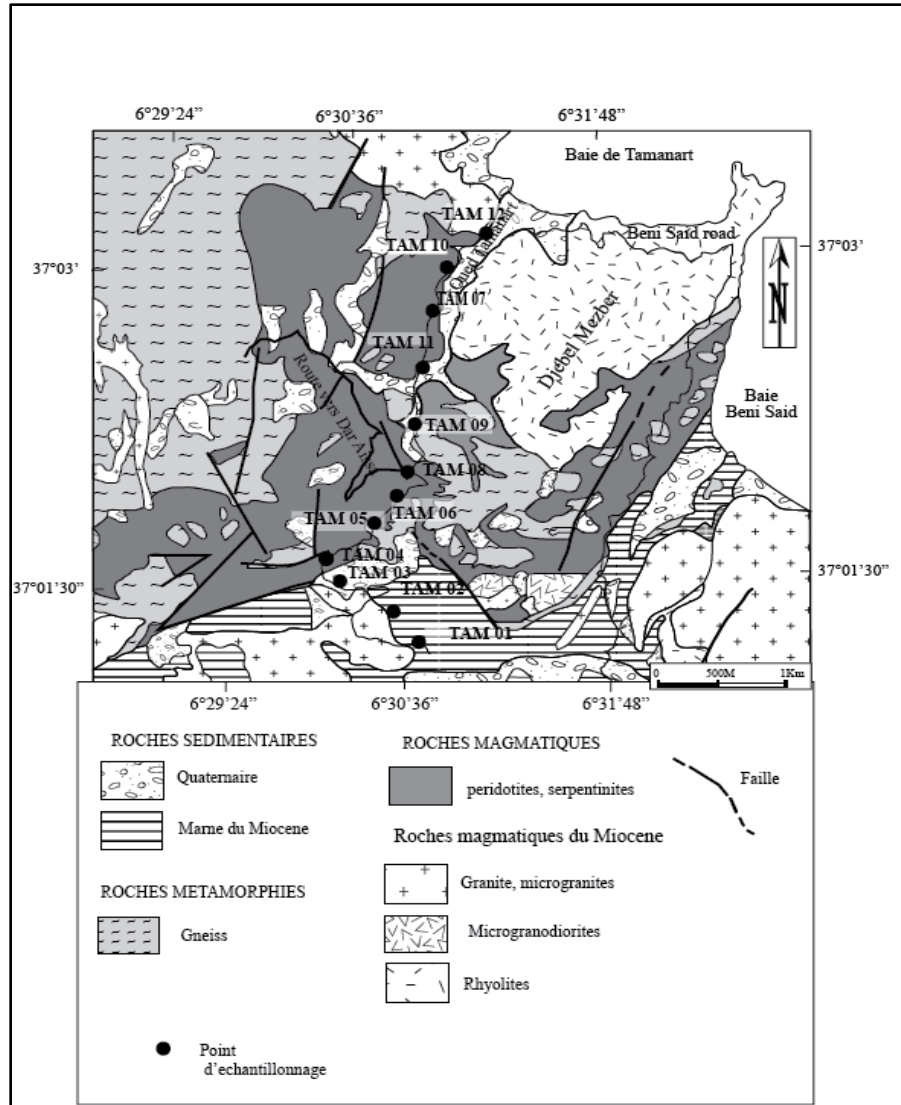 6°29'24”
6°30'36”
6°31'48”
Baie de Tamanart
TAM 12
Beni Said road
TAM 10
Oued Tamanart
37°03'
37°03'
N
TAM 07
Djebel Mezber
TAM 11
Baie
Beni Said
TAM 09
TAM 08
TAM 06
TAM 05
TAM 04
TAM 03
37°01'30”
37°01'30”
TAM 02
TAM 01
0 500M 1Km
6°29'24”
6°30'36”
6°31'48”
ROCHES SEDIMENTAIRES
Quaternaire
Marne du Miocene
ROCHES METAMORPHIES
Gneiss
Point
d'echantillonnage
ROCHES MAGMATIQUES
peridotites, serpentinites
Roches magmatiques du Miocene
Granite, microgranites
Microgranodiorites
Rhyolites
Faille